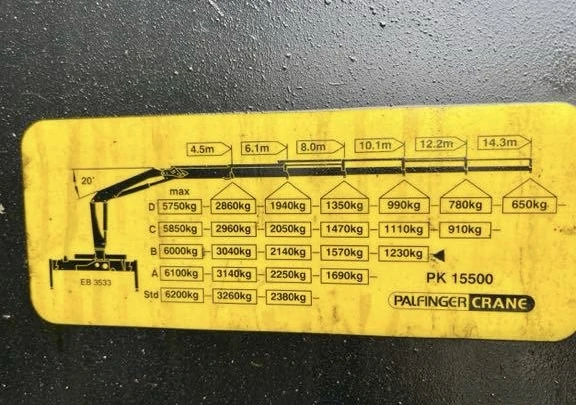 4.5m 6.1m 8.0m 10.1m 12.2m 14.3m
20°
max
D 5750kg 2860kg 1940kg 1350kg 990kg 780kg 650kg
C 5850kg 2960kg 2050kg 1470kg 1110kg 910kg
B 6000kg 3040kg 2140kg 1570kg 1230kg
A 6100kg 3140kg 2250kg 1690kg
Std 6200kg 3260kg 2380kg
EB 3533
PK 15500
PALFINGER CRANE